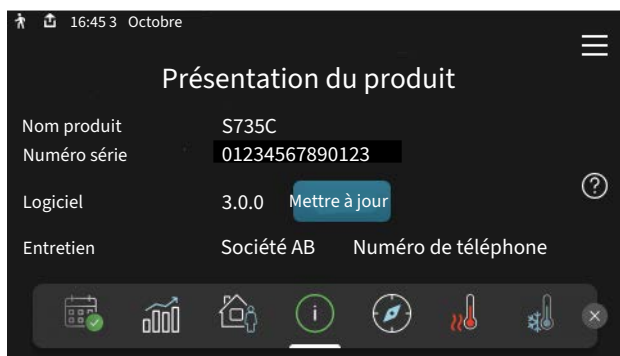 16:45 3 Octobre
Présentation du produit
Nom produit S735C
Numéro série 01234567890123
Logiciel 3.0.0 Mettre à jour
Entretien Société AB Numéro de téléphone